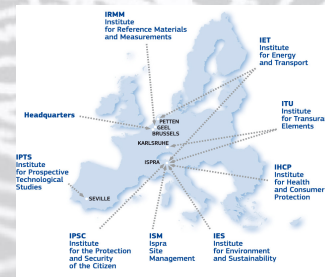 IRMM
Institute
for Reference Materials
and Measurements
IET
Institute
for Energy
and Transport
Headquarters
PETTEN
GEEL
BRUSSELS
KARLSRUHE
ISPRA
SEVILLE
ITU
Institute
for Transura
Elements
IPTS
Institute
for Prospective
Technological
Studies
IHCP
Institute
for Health
and Consumer
Protection
IPSC
Institute
for the Protection
and Security
of the Citizen
ISM
Ispra
Site
Management
IES
Institute
for Environment
and Sustainability